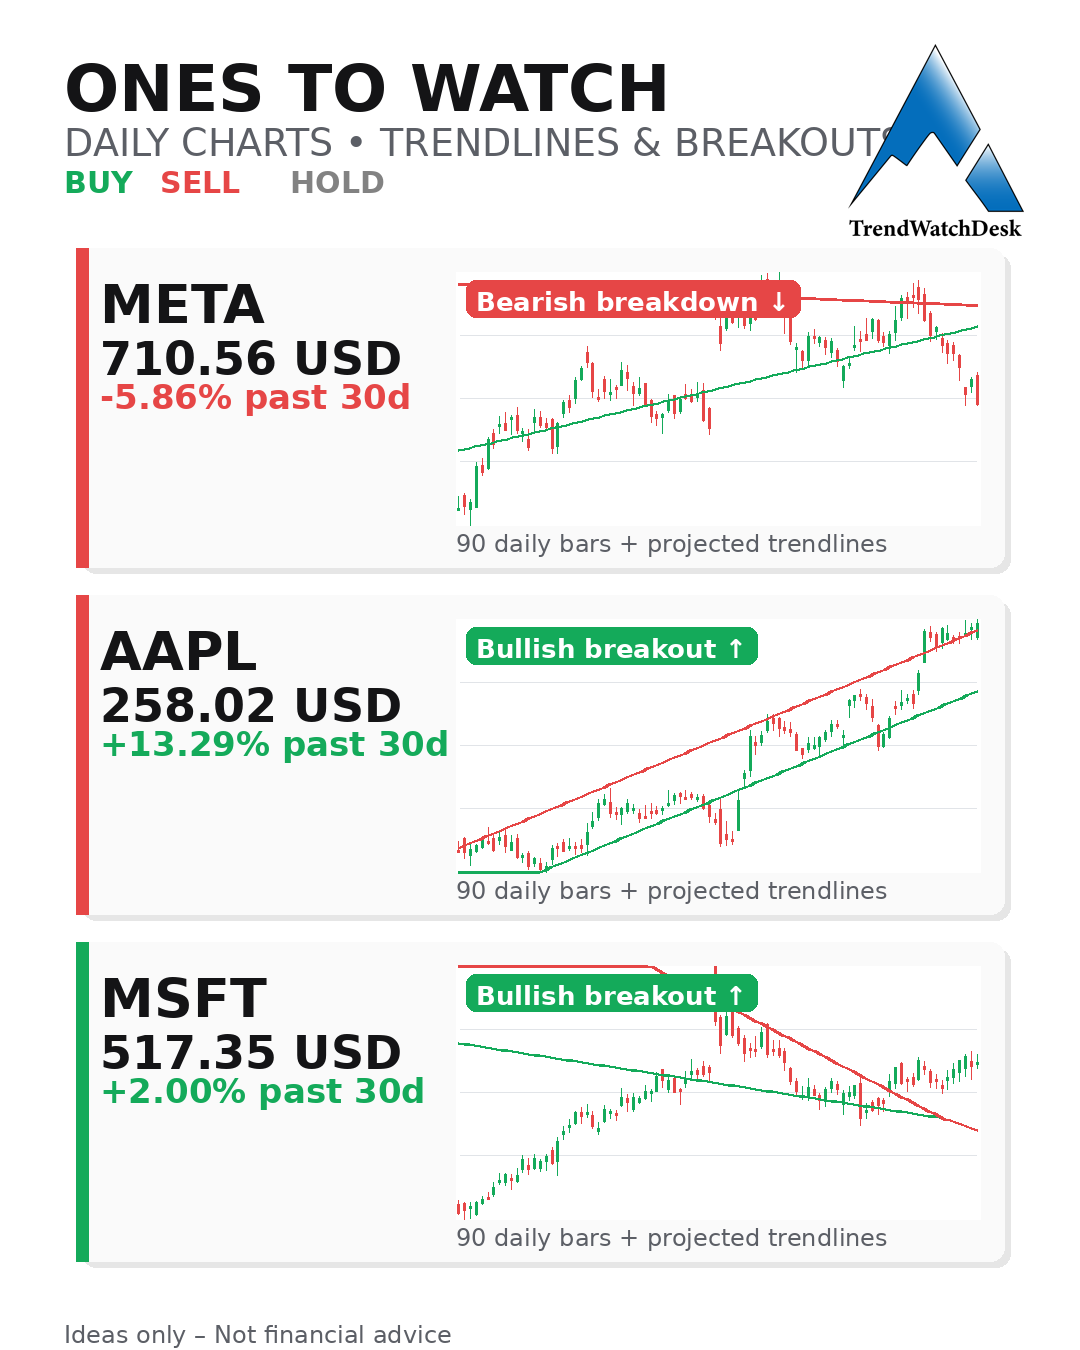 ONES TO WATCH
DAILY CHARTS • TRENDLINES & BREAKOUTS
BUY SELL HOLD
TrendWatchDesk
META
710.56 USD
-5.86% past 30d
Bearish breakdown ↓
90 daily bars + projected trendlines
AAPL
258.02 USD
+13.29% past 30d
Bullish breakout ↑
90 daily bars + projected trendlines
MSFT
517.35 USD
+2.00% past 30d
Bullish breakout ↑
90 daily bars + projected trendlines
Ideas only – Not financial advice